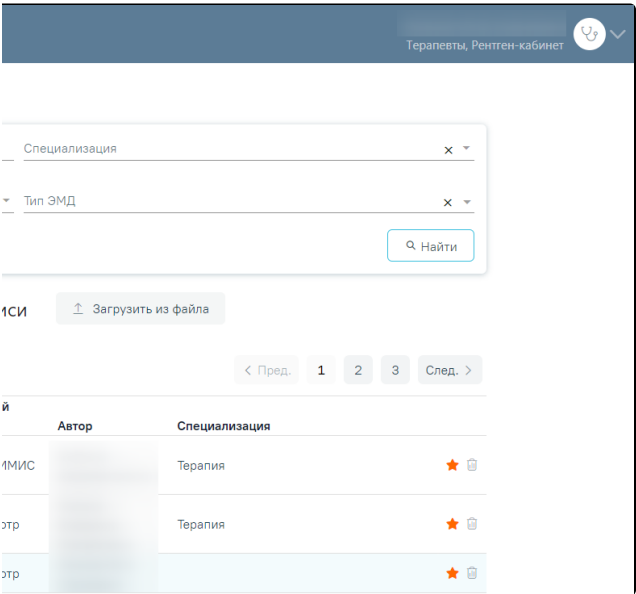 Терапевты, Рентген-кабинет
Специализация
Тип ЭМД
Найти
иси
Загрузить из файла
Пред. 1 2 3 След.
й
Автор Специализация
ИМИС Терапия
отр Терапия
отр